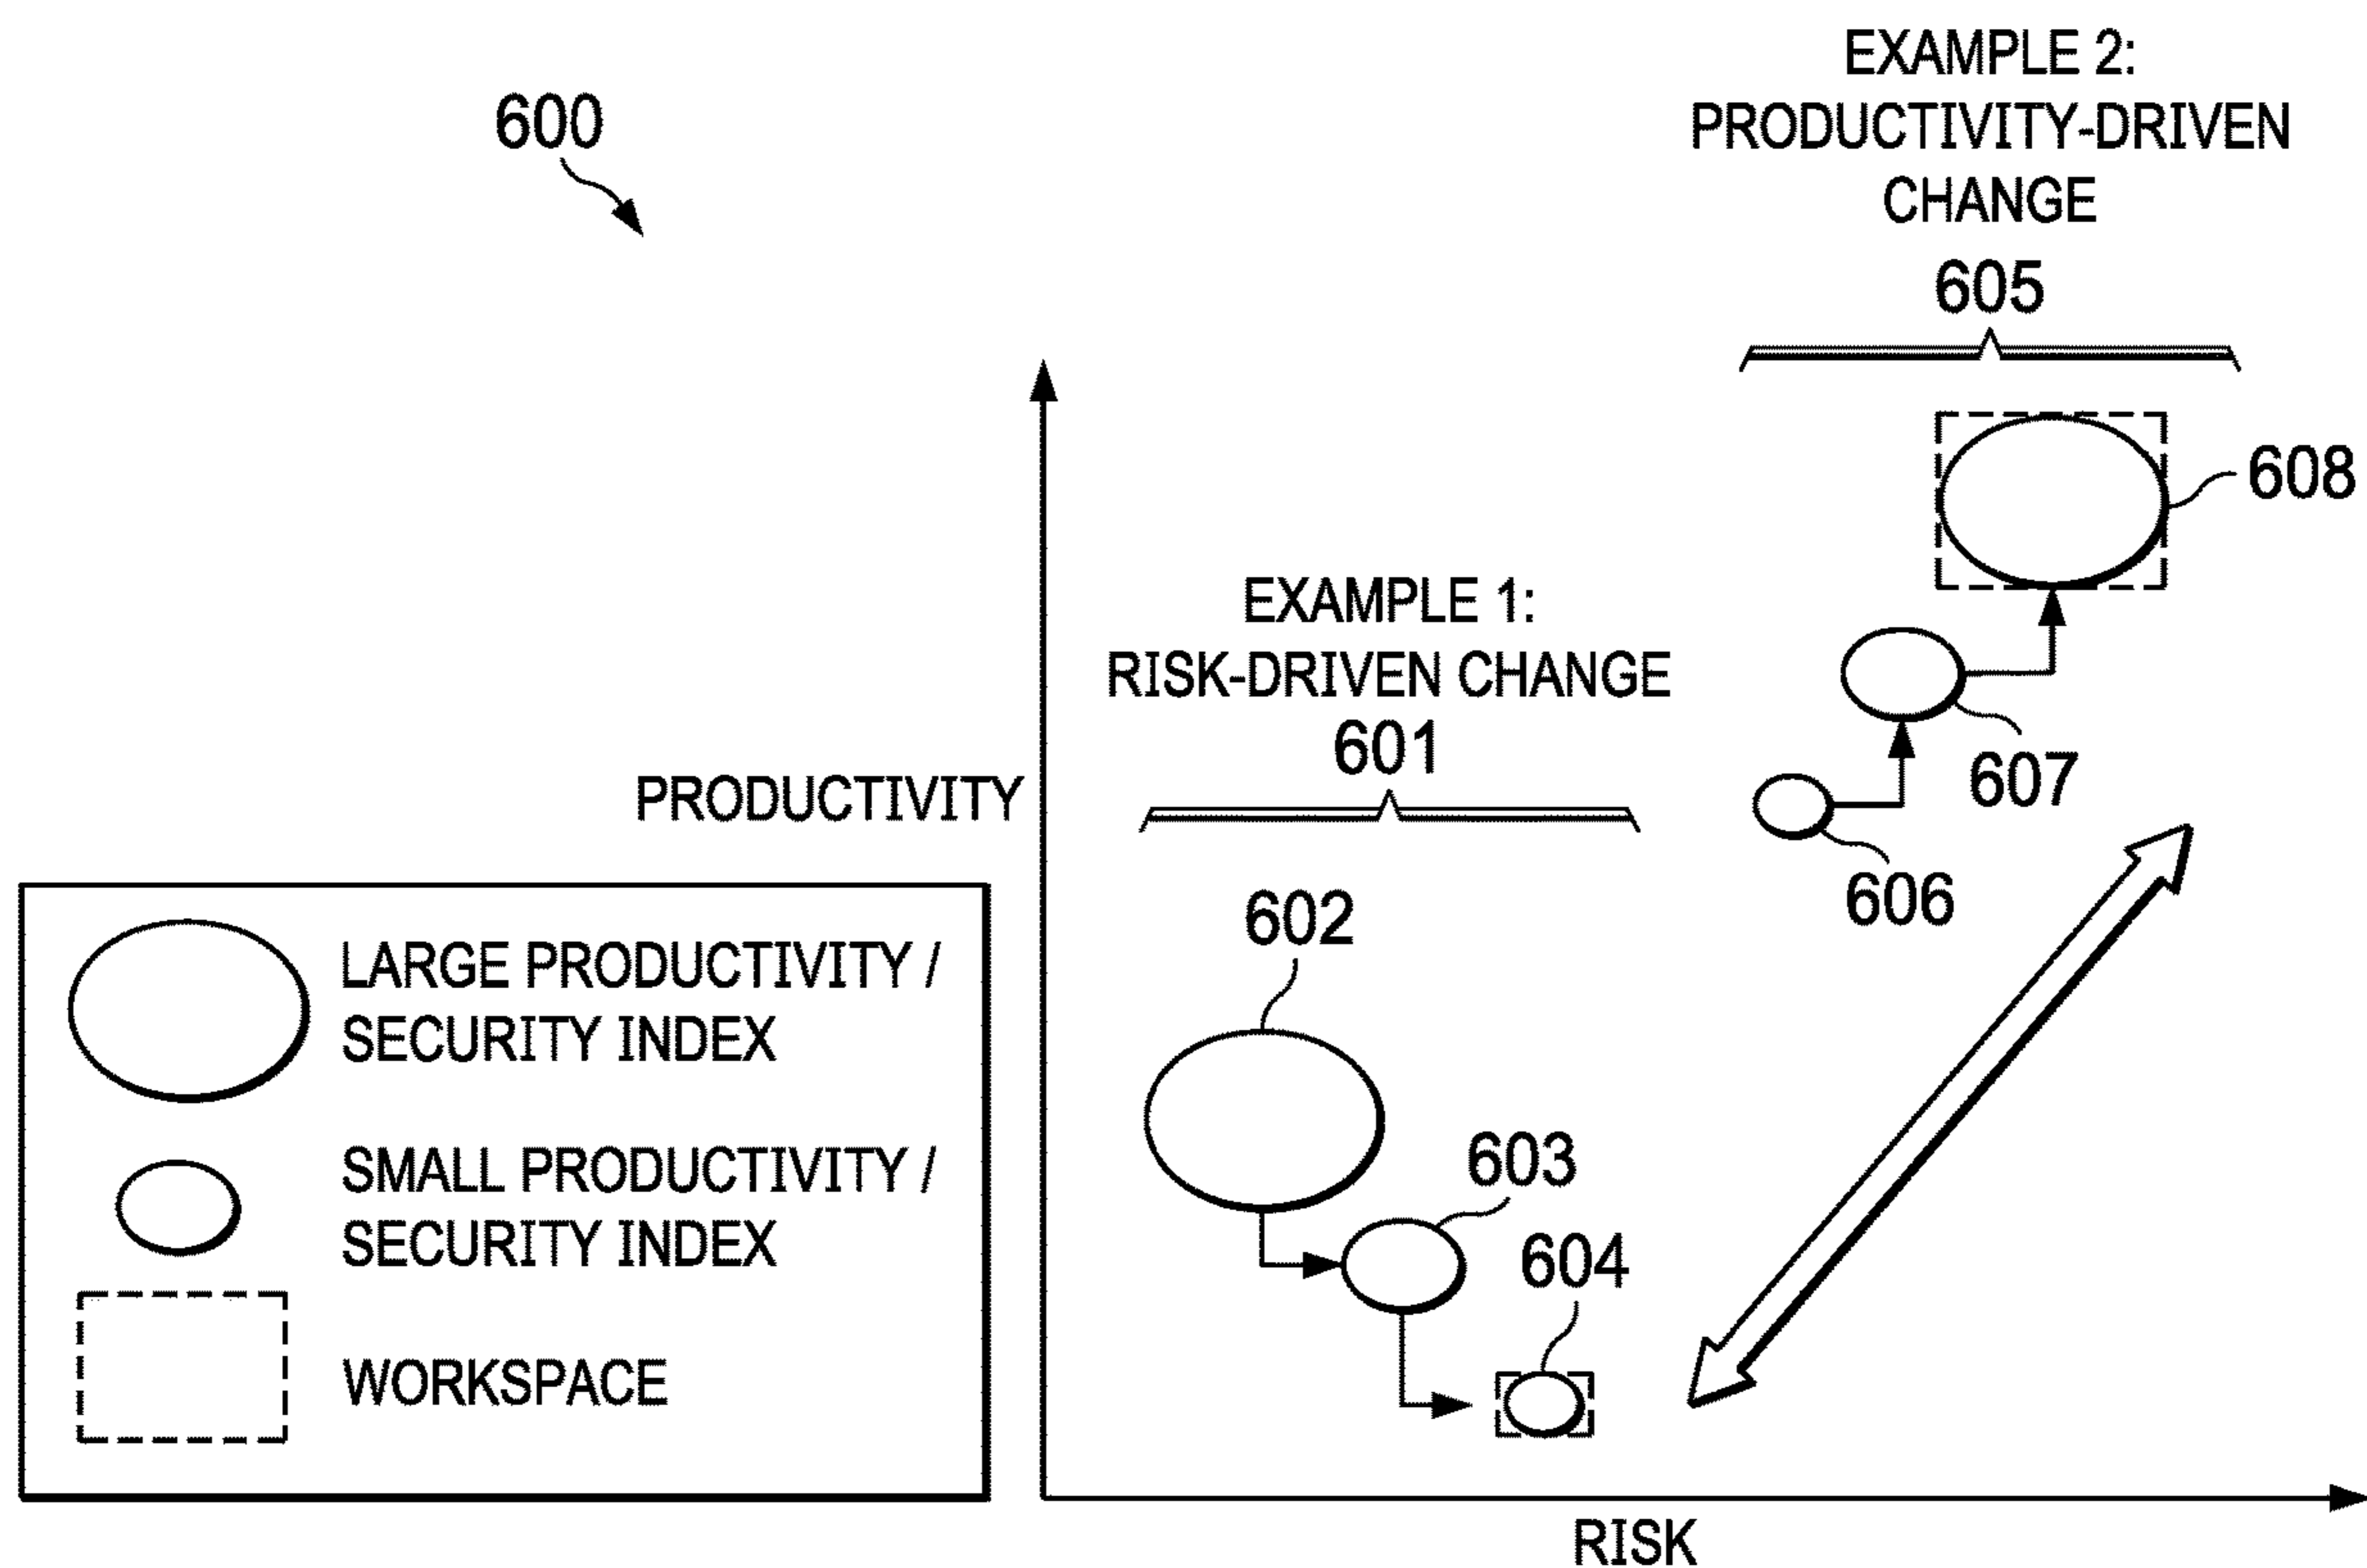 600
EXAMPLE 2:
PRODUCTIVITY-DRIVEN
CHANGE
605
608
EXAMPLE 1:
RISK-DRIVEN CHANGE
601
607
606
PRODUCTIVITY
602
603
604
LARGE PRODUCTIVITY /
SECURITY INDEX
SMALL PRODUCTIVITY /
SECURITY INDEX
WORKSPACE
RISK